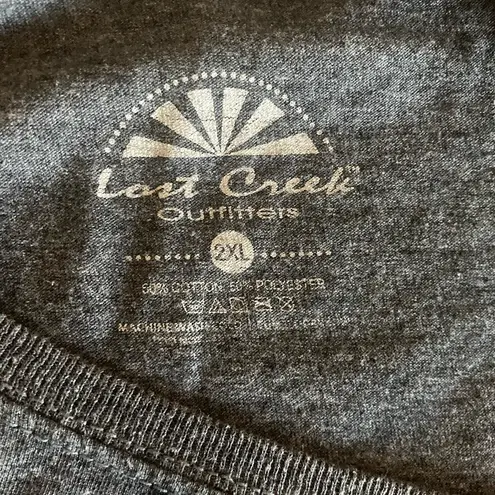 Lost Creek
Outfitters
2XL
50% COTTON 50% POLYESTER
MACHINE WASH